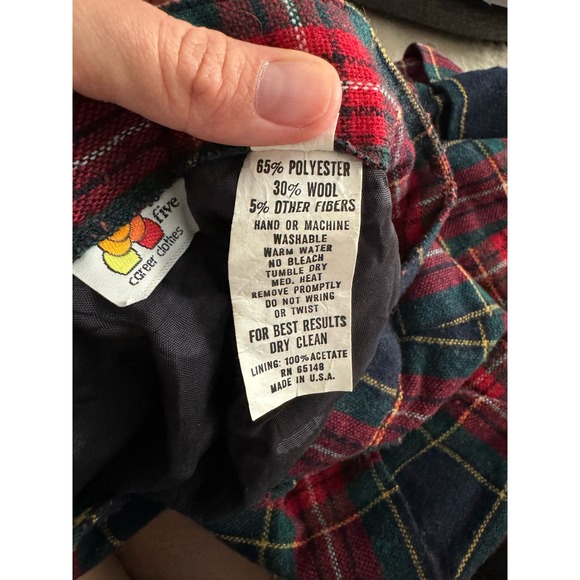 five
career clothes
65% POLYESTER
30% WOOL
5% OTHER FIBERS
HAND OR MACHINE
WASHABLE
WARM WATER
NO BLEACH
TUMBLE DRY
MED. HEAT
REMOVE PROMPTLY
DO NOT WRING
OR TWIST
FOR BEST RESULTS
DRY CLEAN
LINING: 100% ACETATE
RN 65148
MADE IN U.S.A.